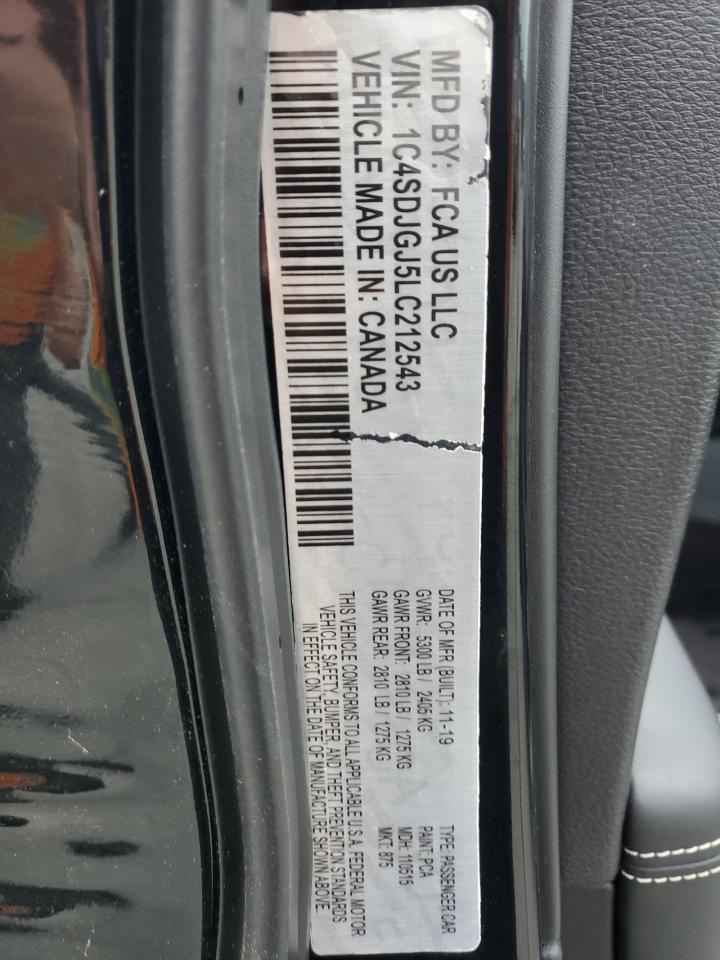 MFD BY: FCA US LLC
VIN: 1C4SDJGJ5LC212543
VEHICLE MADE IN: CANADA
DATE OF MFR (BUILT): 11-19 TYPE: PASSENGER CAR
GVWR: 5300 LB / 2405 KG PAINT: PCA
GAWR FRONT: 2810 LB / 1275 KG MDH: 110515
GAWR REAR: 2810 LB / 1275 KG MKT: 875
THIS VEHICLE CONFORMS TO ALL APPLICABLE U.S.A. FEDERAL MOTOR
VEHICLE SAFETY, BUMPER, AND THEFT PREVENTION STANDARDS
IN EFFECT ON THE DATE OF MANUFACTURE SHOWN ABOVE.